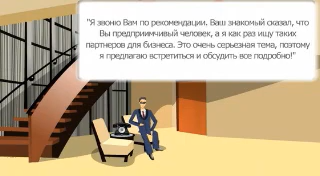 "Я звоню Вам по рекомендации. Ваш знакомый сказал, что
Вы предприимчивый человек, а я как раз ищу таких
партнеров для бизнеса. Это очень серьезная тема, поэтому
я предлагаю встретиться и обсудить все подробно!"